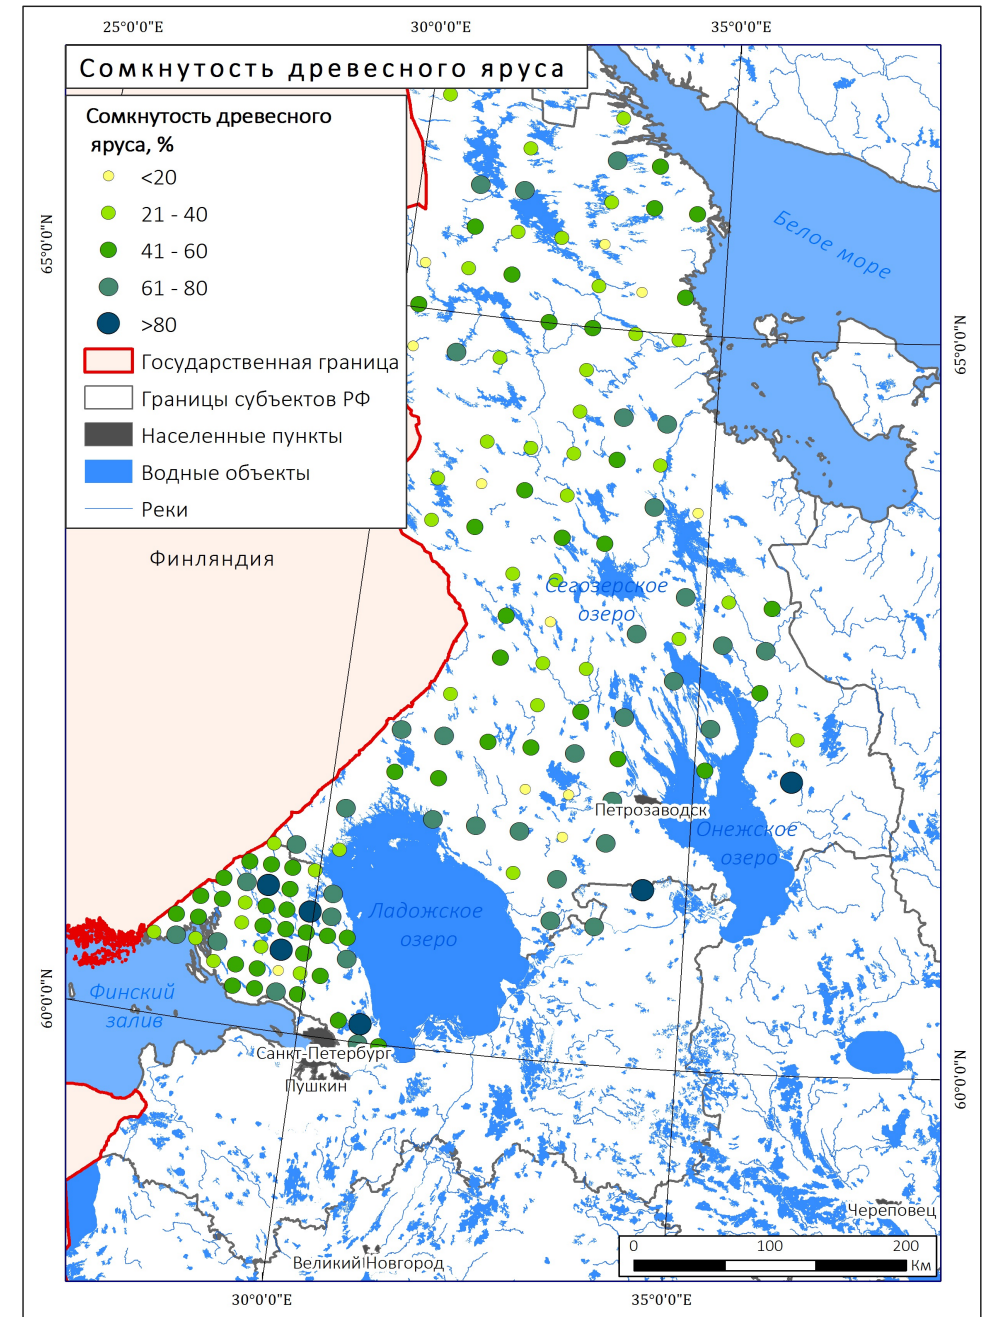 25°0'0"E 30°0'0"E 35°0'0"E
Сомкнутость древесного яруса
Сомкнутость древесного
яруса, %
<20
21 - 40
41 - 60
61 - 80
>80
Государственная граница
Границы субъектов РФ
Населенные пункты
Водные объекты
Реки
65°0'0"N
65°0'0"N
Белое море
Финляндия
Сегозерское
озеро
Петрозаводск
Онежское
озеро
Ладожское
озеро
Финский
залив
60°0'0"N
60°0'0"N
Санкт-Петербург
Пушкин
Череповец
Великий Новгород
0 100 200
Км
30°0'0"E 35°0'0"E